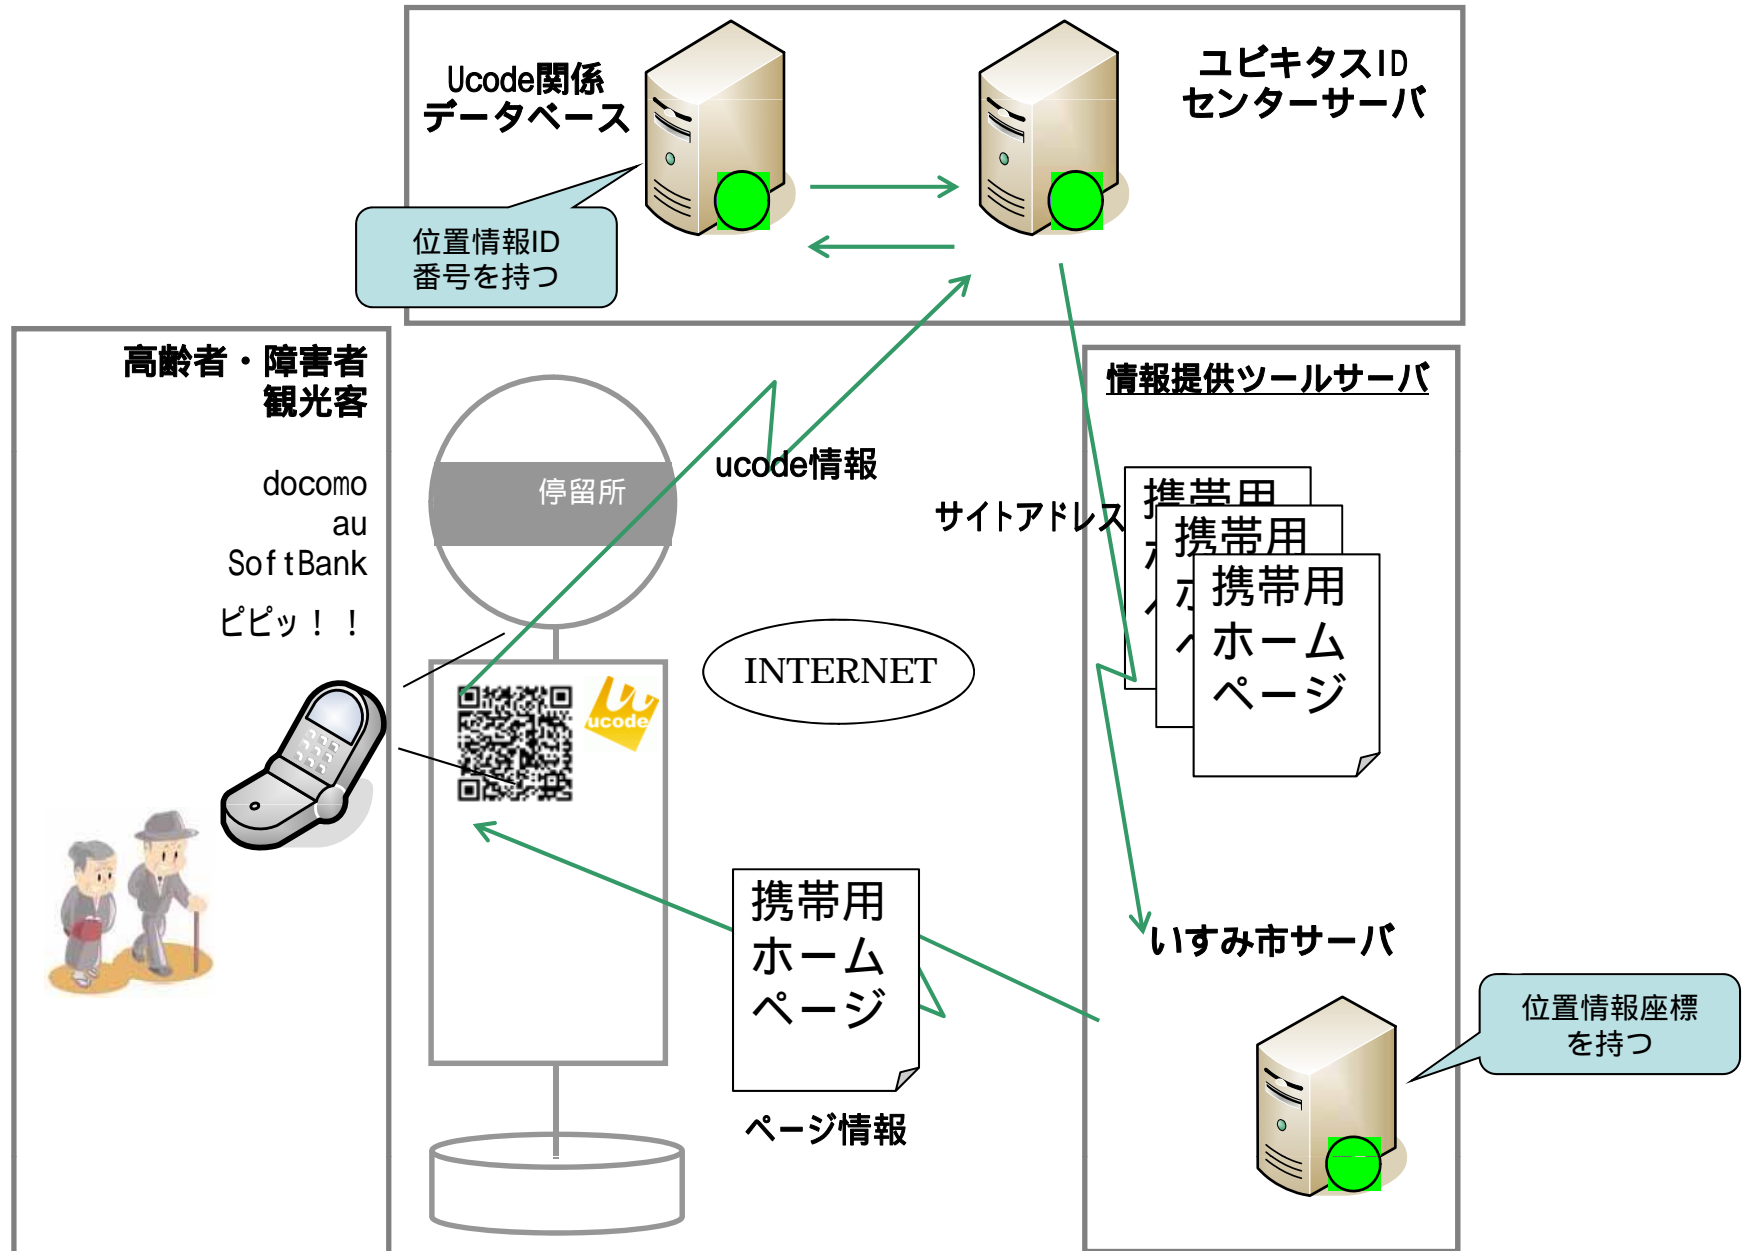 Ucode関係
データベース
ユビキタスID
センターサーバ
位置情報ID
番号を持つ
高齢者・障害者
観光客
docomo
au
SoftBank
ピピッ！！
停留所
ucode
ucode情報
INTERNET
サイトアドレス
情報提供ツールサーバ
携帯用
携帯用
携帯用
ホーム
ページ
いすみ市サーバ
位置情報座標
を持つ
携帯用
ホーム
ページ
ページ情報